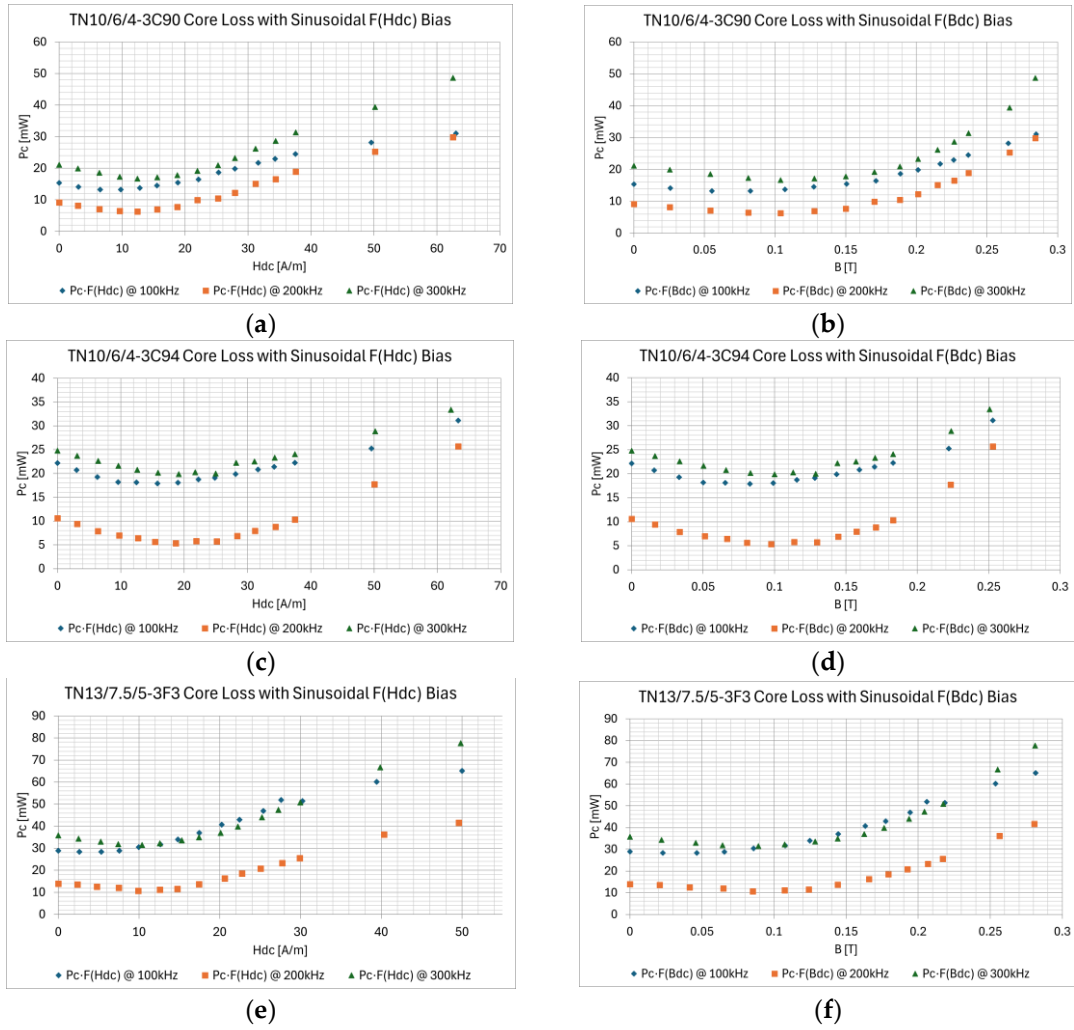 TN10/6/4-3C90 Core Loss with Sinusoidal F(Hdc) Bias
60
50
40
30
20
10
0
Pc [mW]
0 10 20 30 40 50 60 70
Hdc [A/m]
Pc·F(Hdc) @ 100kHz Pc·F(Hdc) @ 200kHz Pc·F(Hdc) @ 300kHz
(a)
TN10/6/4-3C90 Core Loss with Sinusoidal F(Bdc) Bias
60
50
40
30
20
10
0
Pc [mW]
0 0.05 0.1 0.15 0.2 0.25 0.3
B [T]
Pc·F(Bdc) @ 100kHz Pc·F(Bdc) @ 200kHz Pc·F(Bdc) @ 300kHz
(b)
TN10/6/4-3C94 Core Loss with Sinusoidal F(Hdc) Bias
40
35
30
25
20
15
10
5
0
Pc [mW]
0 10 20 30 40 50 60 70
Hdc [A/m]
Pc·F(Hdc) @ 100kHz Pc·F(Hdc) @ 200kHz Pc·F(Hdc) @ 300kHz
(c)
TN10/6/4-3C94 Core Loss with Sinusoidal F(Bdc) Bias
40
35
30
25
20
15
10
5
0
Pc [mW]
0 0.05 0.1 0.15 0.2 0.25 0.3
B [T]
Pc·F(Bdc) @ 100kHz Pc·F(Bdc) @ 200kHz Pc·F(Bdc) @ 300kHz
(d)
TN13/7.5/5-3F3 Core Loss with Sinusoidal F(Hdc) Bias
90
80
70
60
50
40
30
20
10
0
Pc [mW]
0 10 20 30 40 50
Hdc [A/m]
Pc·F(Hdc) @ 100kHz Pc·F(Hdc) @ 200kHz Pc·F(Hdc) @ 300kHz
(e)
TN13/7.5/5-3F3 Core Loss with Sinusoidal F(Bdc) Bias
90
80
70
60
50
40
30
20
10
0
Pc [mW]
0 0.05 0.1 0.15 0.2 0.25 0.3
B [T]
Pc·F(Bdc) @ 100kHz Pc·F(Bdc) @ 200kHz Pc·F(Bdc) @ 300kHz
(f)